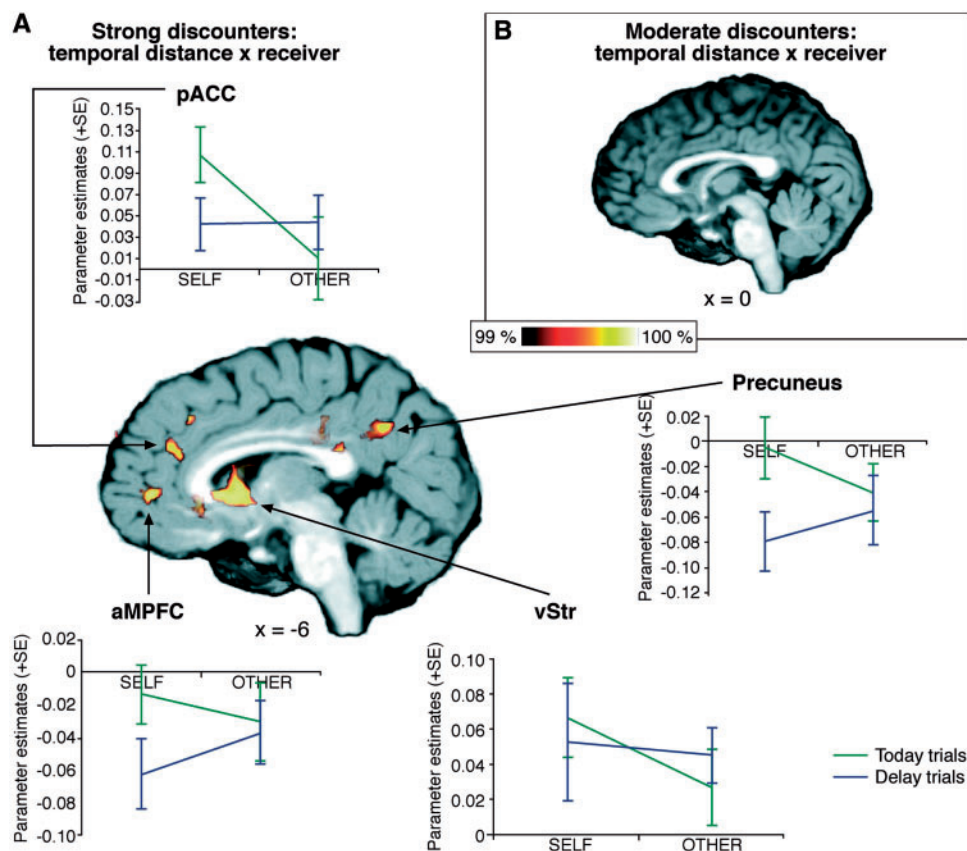 A
Strong discounters:
temporal distance x receiver
pACC
Parameter estimates (+SE)
0.15
0.13
0.11
0.09
0.07
0.05
0.03
0.01
-0.01
-0.03
SELF OTHER
B
Moderate discounters:
temporal distance x receiver
x = 0
99 % 100 %
Precuneus
Parameter estimates (+SE)
0.02
0
-0.02
-0.04
-0.06
-0.08
-0.10
-0.12
SELF OTHER
aMPFC
x = -6
vStr
Parameter estimates (+SE)
0.02
0
-0.02
-0.04
-0.06
-0.08
-0.10
SELF OTHER
Parameter estimates (+SE)
0.10
0.08
0.06
0.04
0.02
0
SELF OTHER
Today trials
Delay trials